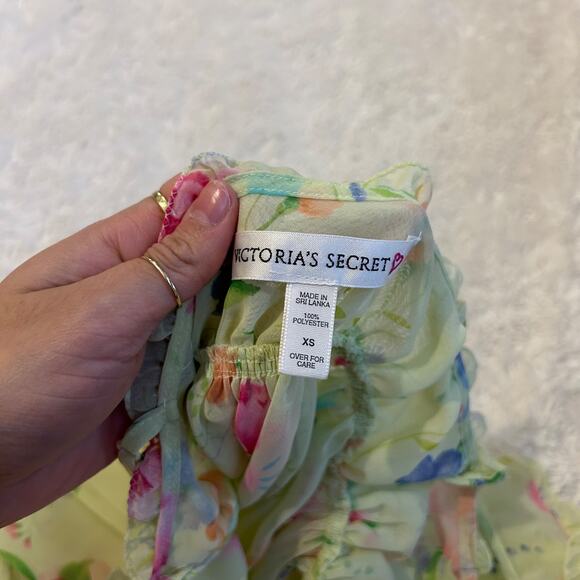 VICTORIA'S SECRET
MADE IN
SRI LANKA
100%
POLYESTER
XS
OVER FOR
CARE